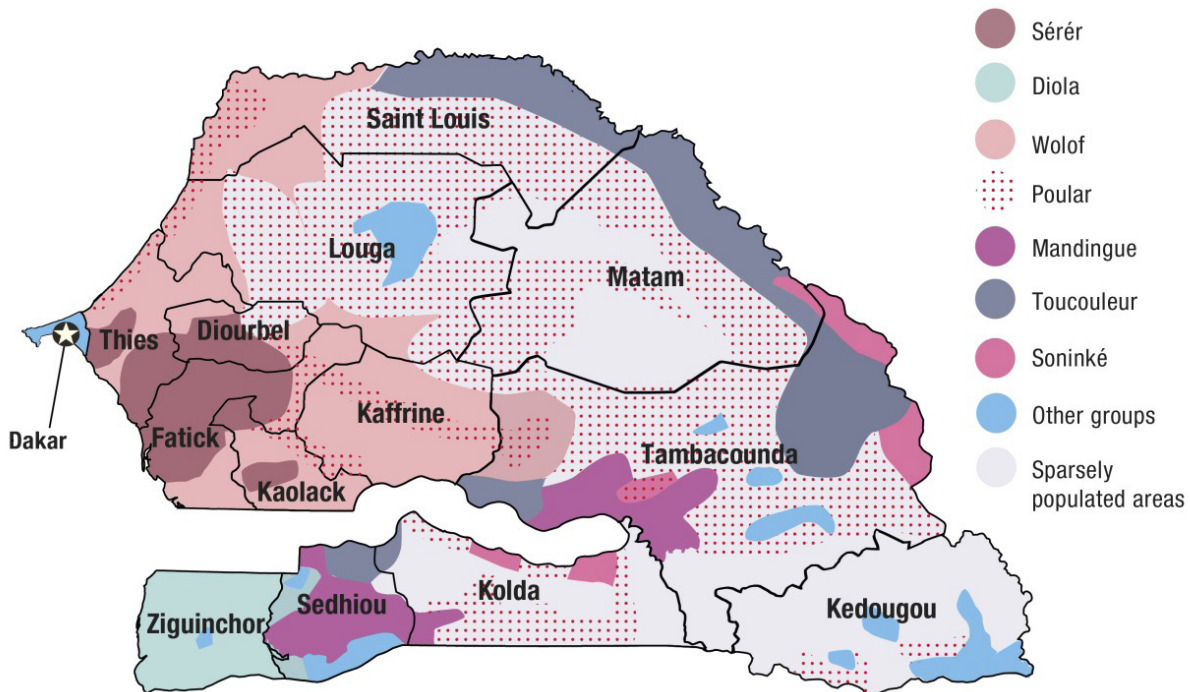 Saint Louis
Louga
Matam
Thies
Diourbel
Dakar
Fatick
Kaffrine
Kaolack
Tambacounda
Ziguinchor
Sedhiou
Kolda
Kedougou
Sérér
Diola
Wolof
Poular
Mandingue
Toucouleur
Soninké
Other groups
Sparsely
populated areas